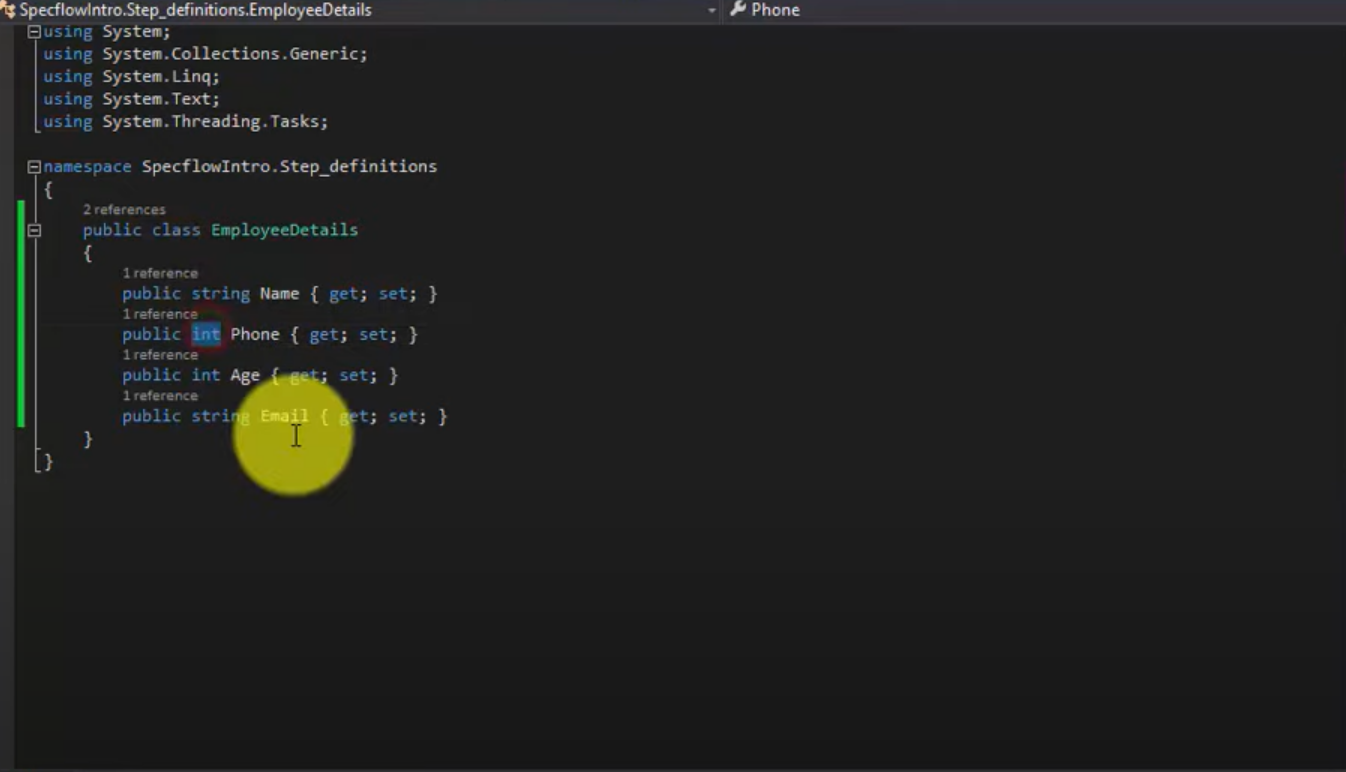 SpecflowIntro.Step_definitions.EmployeeDetails Phone
using System;
using System.Collections.Generic;
using System.Linq;
using System.Text;
using System.Threading.Tasks;
namespace SpecflowIntro.Step_definitions
{
2 references
public class EmployeeDetails
{
1 reference
public string Name { get; set; }
1 reference
public int Phone { get; set; }
1 reference
public int Age { get; set; }
1 reference
public string Email { get; set; }
}
}